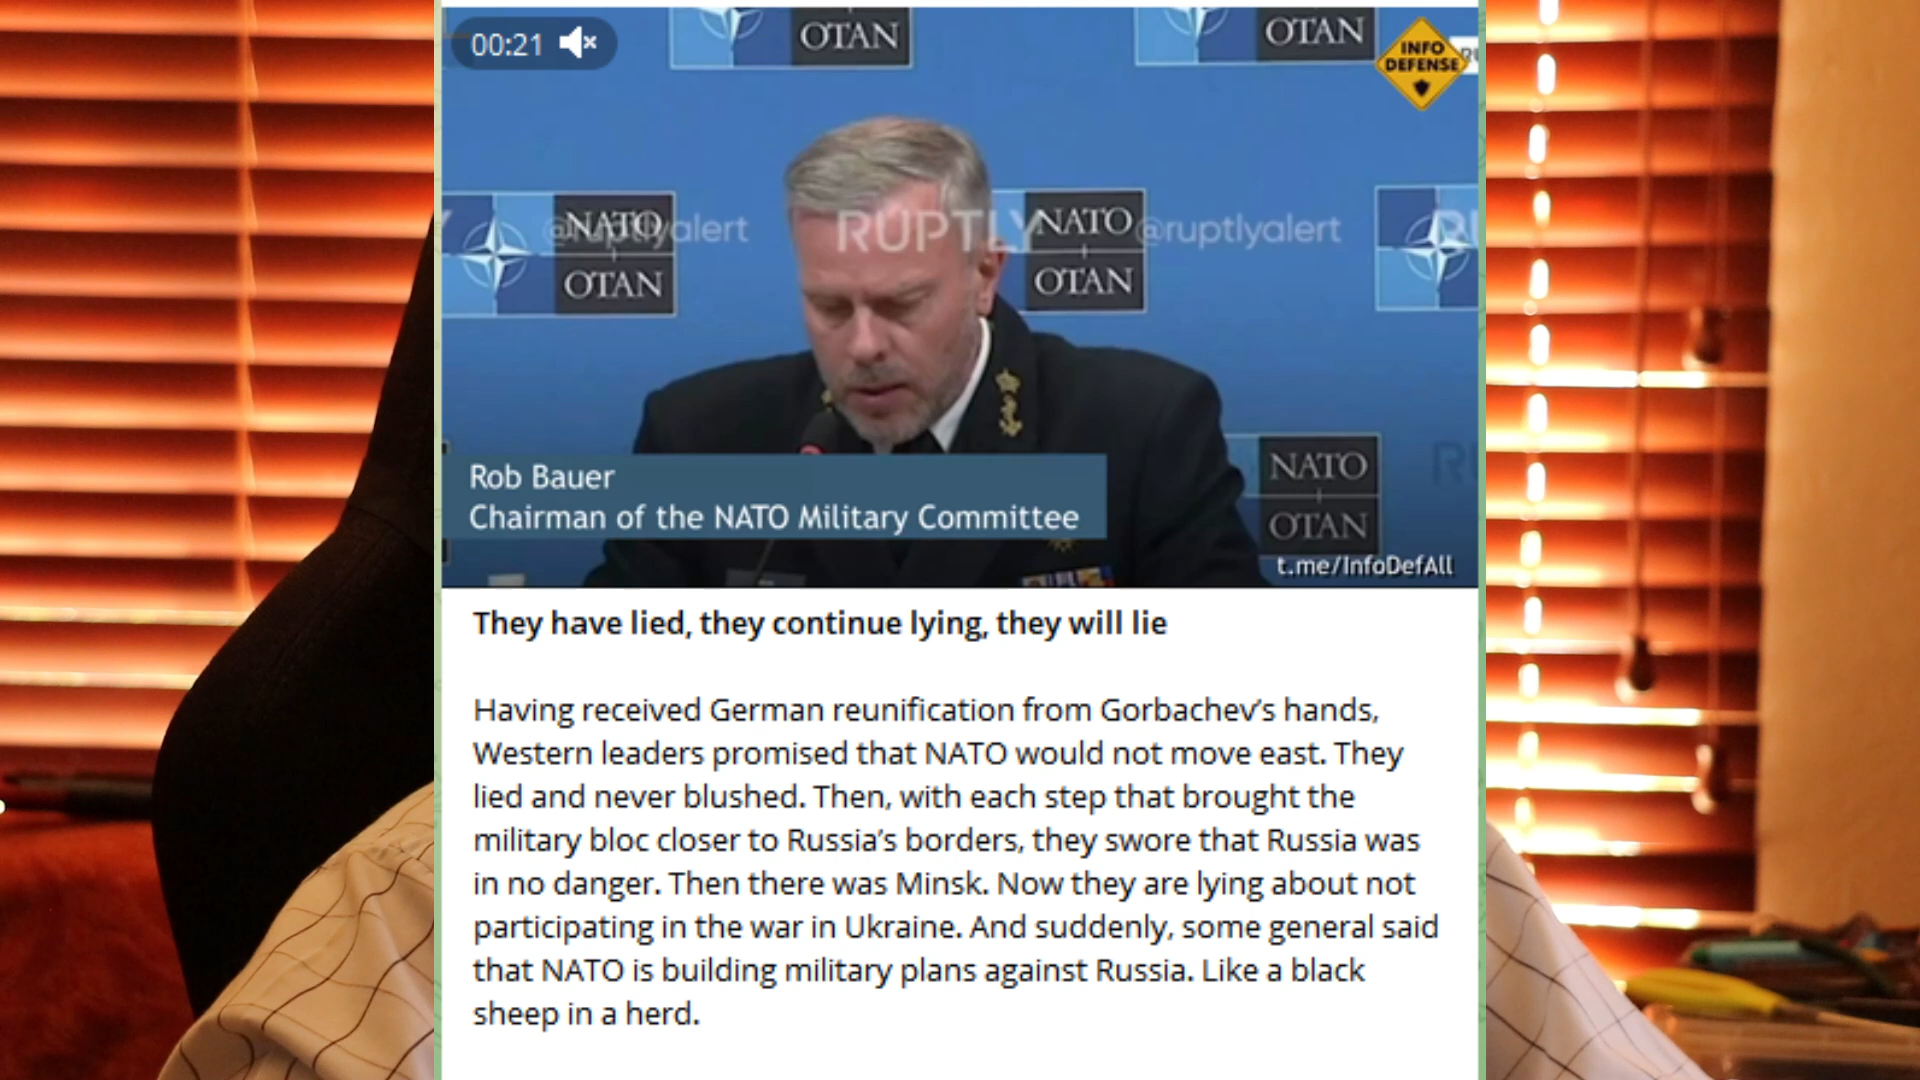 00:21
OTAN
OTAN
INFO
DEFENSE
NATO
OTAN
@ruptlyalert
RUPTLY
NATO
OTAN
@ruptlyalert
Rob Bauer
Chairman of the NATO Military Committee
NATO
OTAN
t.me/InfoDefAll
They have lied, they continue lying, they will lie
Having received German reunification from Gorbachev’s hands,
Western leaders promised that NATO would not move east. They
lied and never blushed. Then, with each step that brought the
military bloc closer to Russia’s borders, they swore that Russia was
in no danger. Then there was Minsk. Now they are lying about not
participating in the war in Ukraine. And suddenly, some general said
that NATO is building military plans against Russia. Like a black
sheep in a herd.